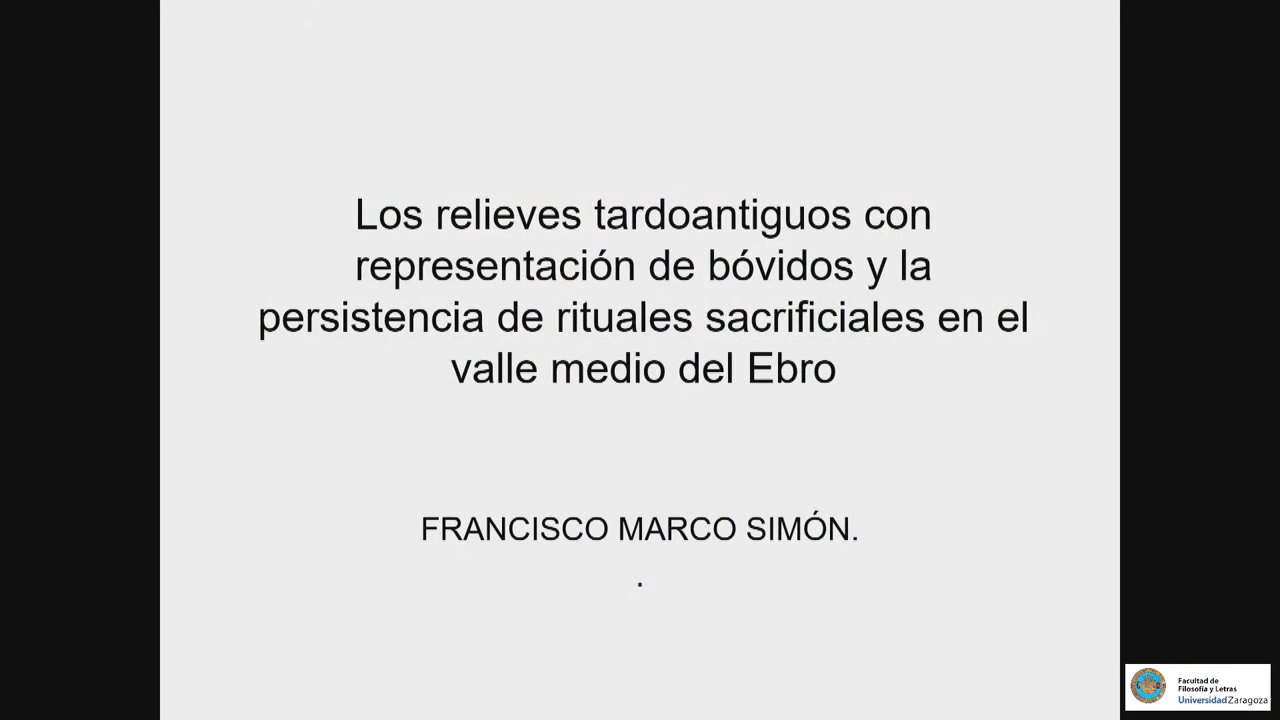 Los relieves tardoantiguos con
representación de bóvidos y la
persistencia de rituales sacrificiales en el
valle medio del Ebro
FRANCISCO MARCO SIMÓN.
.
Facultad de
Filosofía y Letras
Universidad Zaragoza